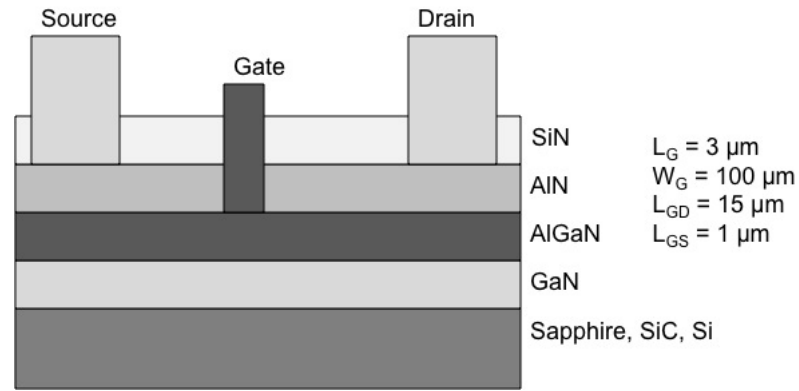 Source
Drain
Gate
SiN
AlN
AlGaN
GaN
Sapphire, SiC, Si
L_G = 3 µm
W_G = 100 µm
L_GD = 15 µm
L_GS = 1 µm